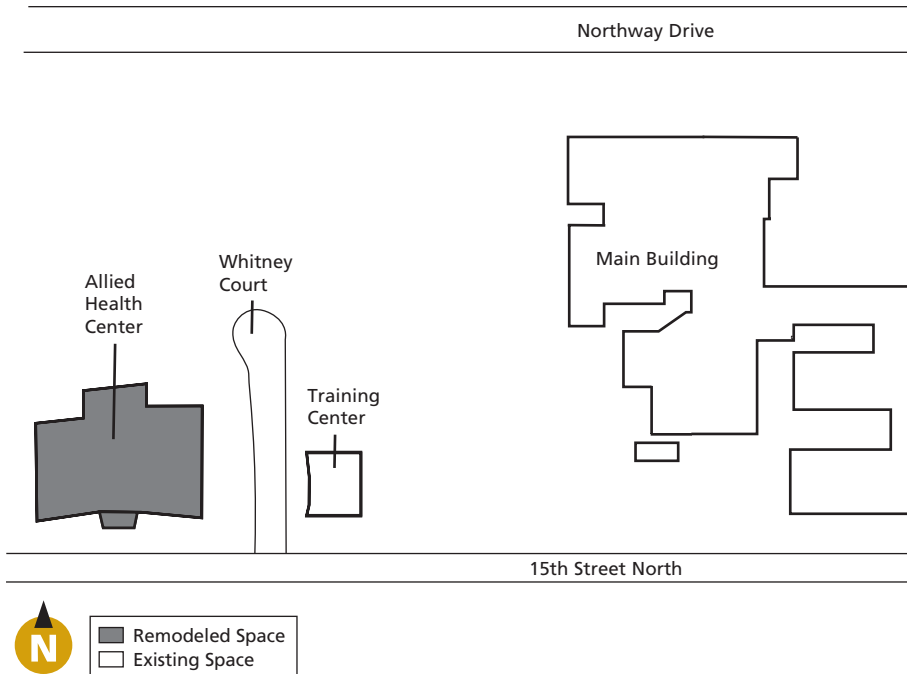 Northway Drive
Main Building
Whitney
Court
Allied
Health
Center
Training
Center
15th Street North
N
Remodeled Space
Existing Space